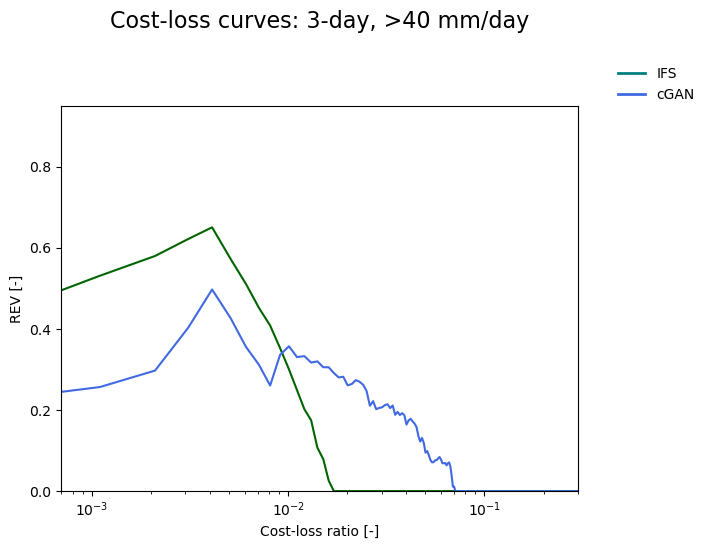 Cost-loss curves: 3-day, >40 mm/day
IFS
cGAN
REV [-]
0.8
0.6
0.4
0.2
0.0
10⁻³
10⁻²
10⁻¹
Cost-loss ratio [-]